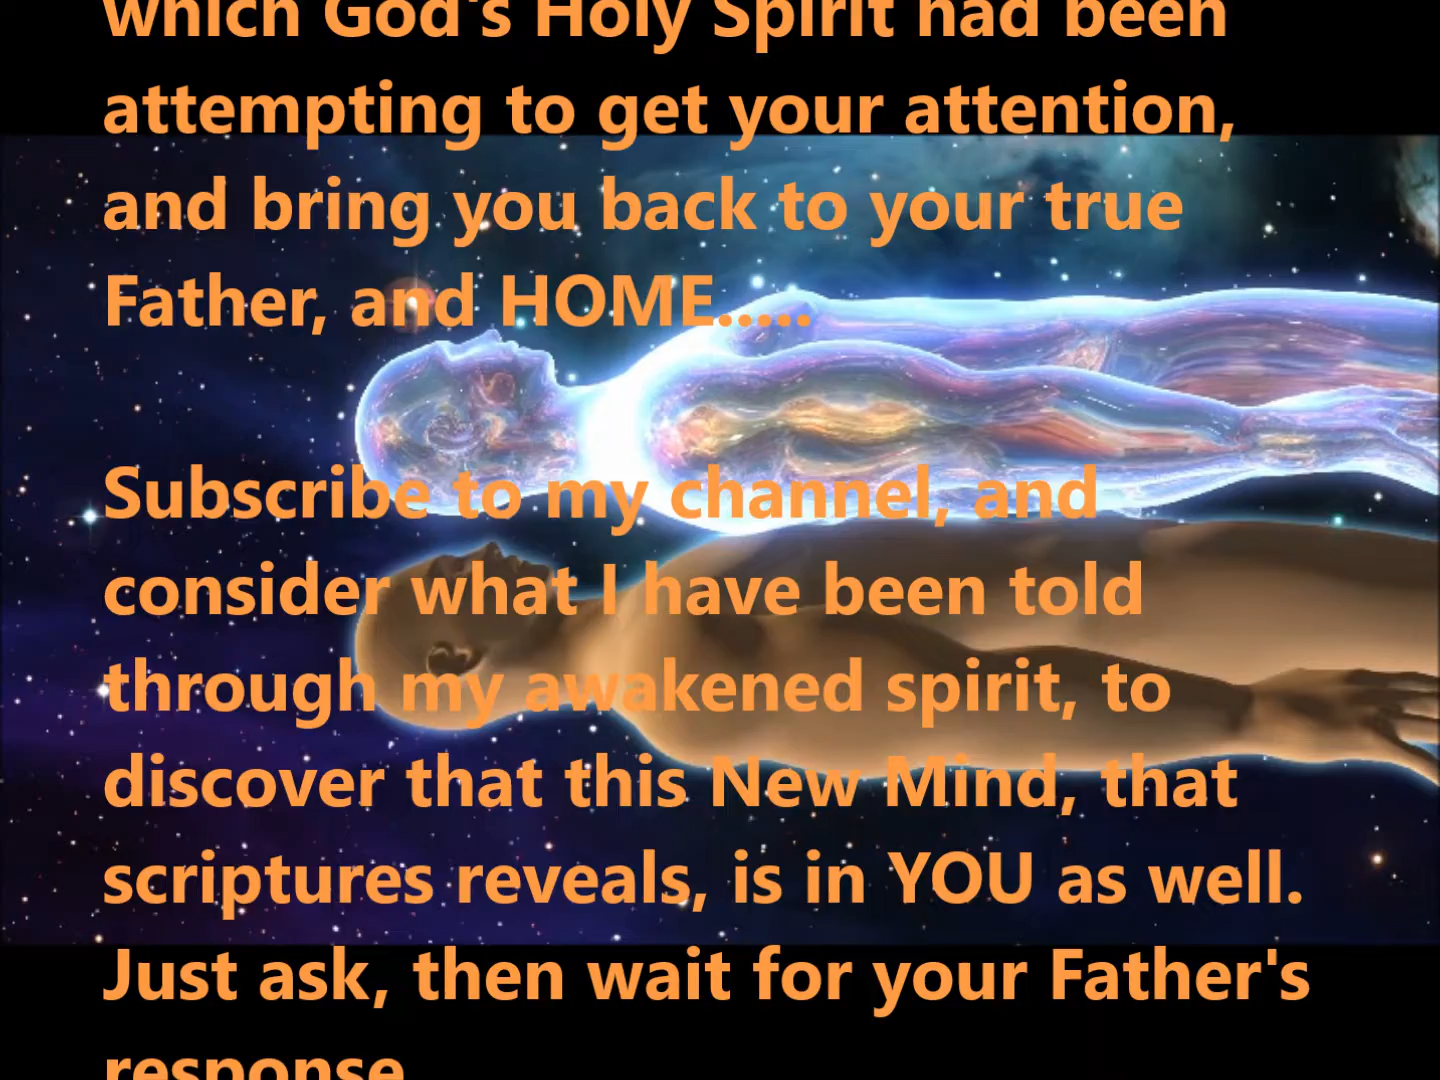 which God's Holy Spirit had been
attempting to get your attention,
and bring you back to your true
Father, and HOME.....
Subscribe to my channel, and
consider what I have been told
through my awakened spirit, to
discover that this New Mind, that
scriptures reveals, is in YOU as well.
Just ask, then wait for your Father's
response